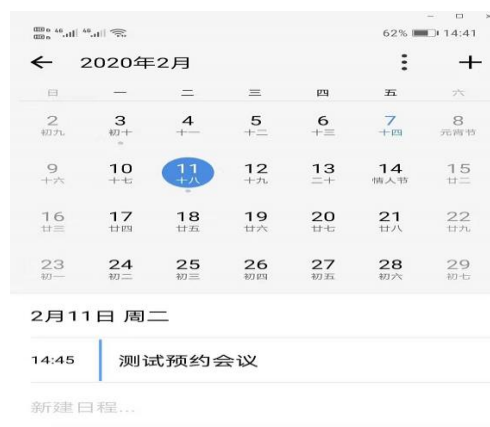 HD 46 46 62% 14:41
2020年2月
日 一 二 三 四 五 六
2 3 4 5 6 7 8
初九 初十 十一 十二 十三 十四 元宵节
9 10 11 12 13 14 15
十六 十七 十八 十九 二十 情人节 廿二
16 17 18 19 20 21 22
廿三 廿四 廿五 廿六 廿七 廿八 廿九
23 24 25 26 27 28 29
初一 初二 初三 初四 初五 初六 初七
2月11日 周二
14:45 测试预约会议
新建日程...